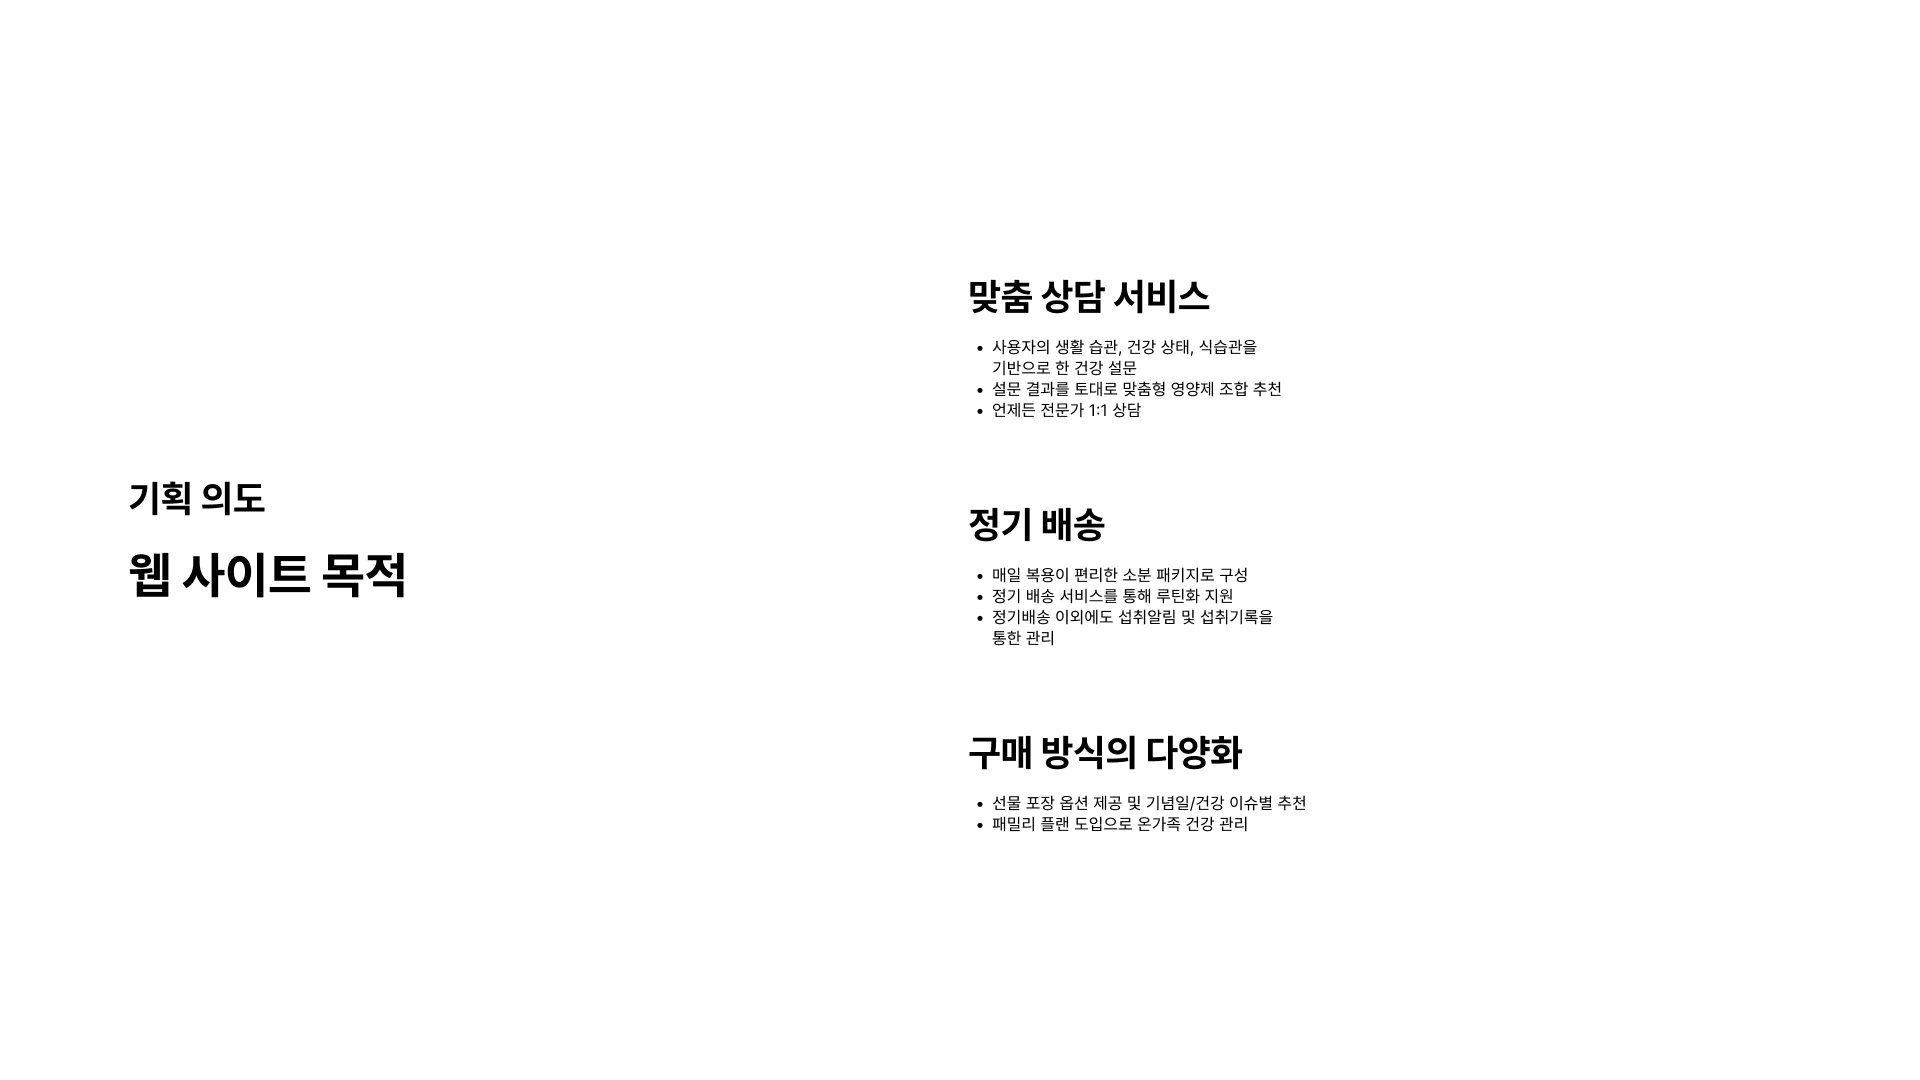 기획 의도
웹 사이트 목적
맞춤 상담 서비스
• 사용자의 생활 습관, 건강 상태, 식습관을
기반으로 한 건강 설문
• 설문 결과를 토대로 맞춤형 영양제 조합 추천
• 언제든 전문가 1:1 상담
정기 배송
• 매일 복용이 편리한 소분 패키지로 구성
• 정기 배송 서비스를 통해 루틴화 지원
• 정기배송 이외에도 섭취알림 및 섭취기록을
통한 관리
구매 방식의 다양화
• 선물 포장 옵션 제공 및 기념일/건강 이슈별 추천
• 패밀리 플랜 도입으로 온가족 건강 관리